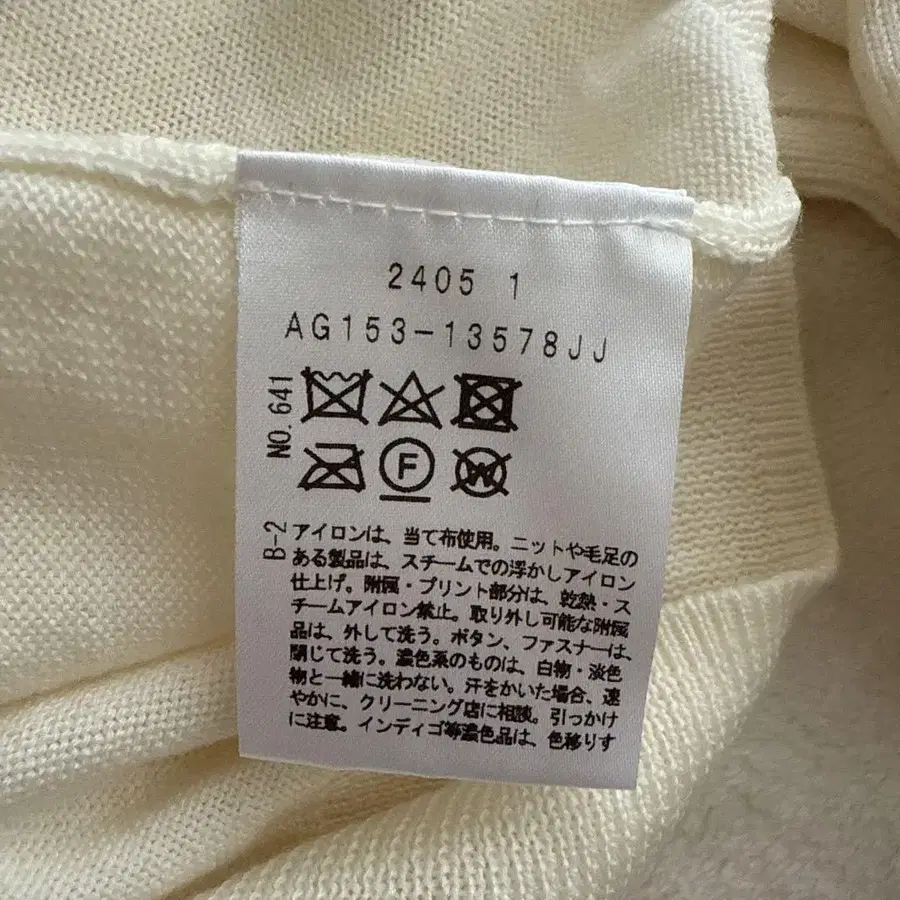 2405 1
AG153-13578JJ
NO. 641
F
W
B-2
アイロンは、当て布使用。ニットや毛足の
ある製品は、スチームでの浮かしアイロン
仕上げ。附属・プリント部分は、乾熱・ス
チームアイロン禁止。取り外し可能な附属
品は、外して洗う。ボタン、ファスナーは、
閉じて洗う。濃色系のものは、白物・淡色
物と一緒に洗わない。汗をかいた場合、速
やかに、クリーニング店に相談。引っかけ
に注意。インディゴ等濃色品は、色移りす